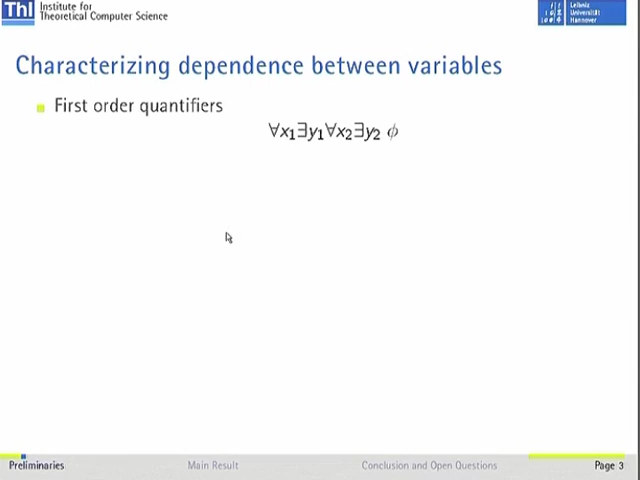 ThI Institute for
Theoretical Computer Science
Leibniz
Universität
Hannover
Characterizing dependence between variables
First order quantifiers
∀x₁∃y₁∀x₂∃y₂ ϕ
Preliminaries Main Result Conclusion and Open Questions Page 3